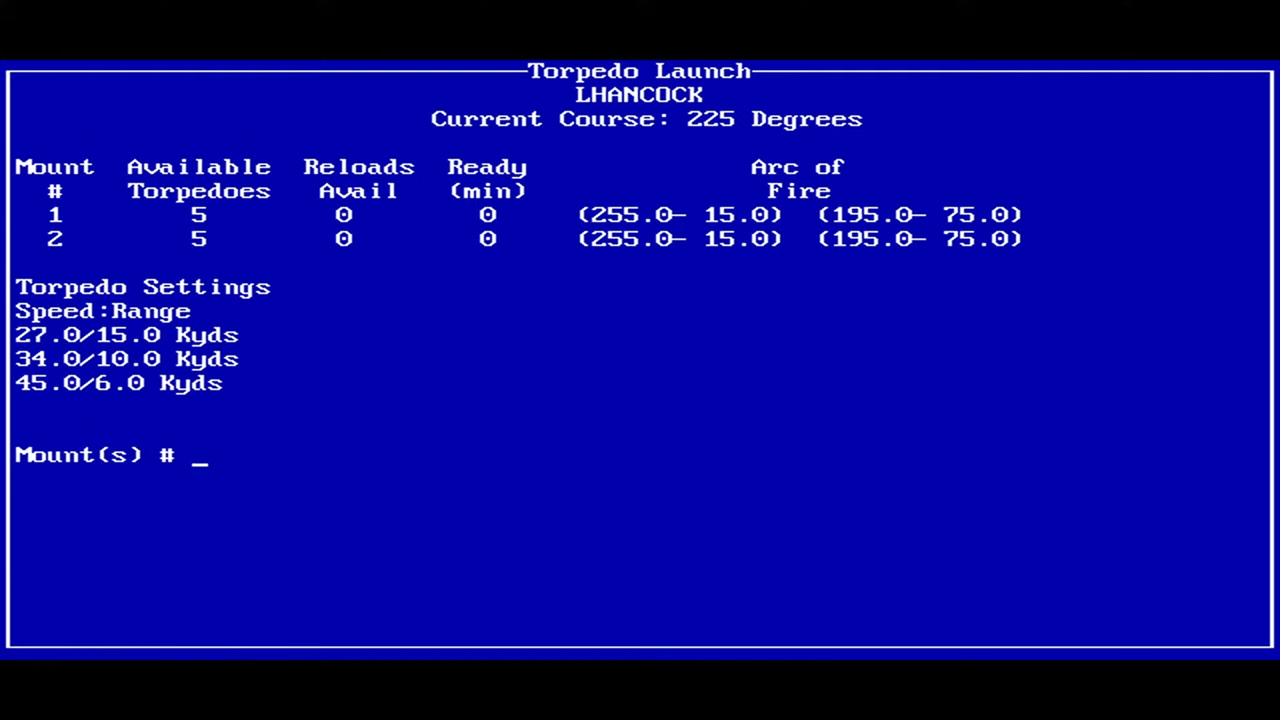 Torpedo Launch
LHANCOCK
Current Course: 225 Degrees
Mount Available Reloads Ready Arc of
# Torpedoes Avail (min) Fire
1 5 0 0 (255.0- 15.0) (195.0- 75.0)
2 5 0 0 (255.0- 15.0) (195.0- 75.0)
Torpedo Settings
Speed:Range
27.0/15.0 Kyds
34.0/10.0 Kyds
45.0/6.0 Kyds
Mount(s) # _